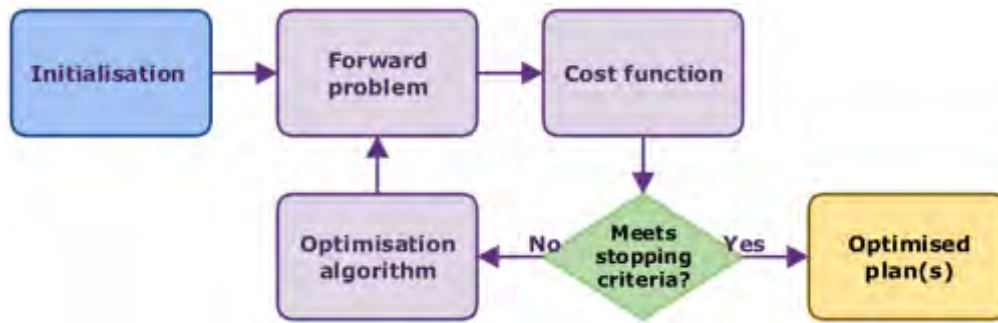 Initialisation
Forward
problem
Cost function
Optimisation
algorithm
No
Meets
stopping
criteria?
Yes
Optimised
plan(s)